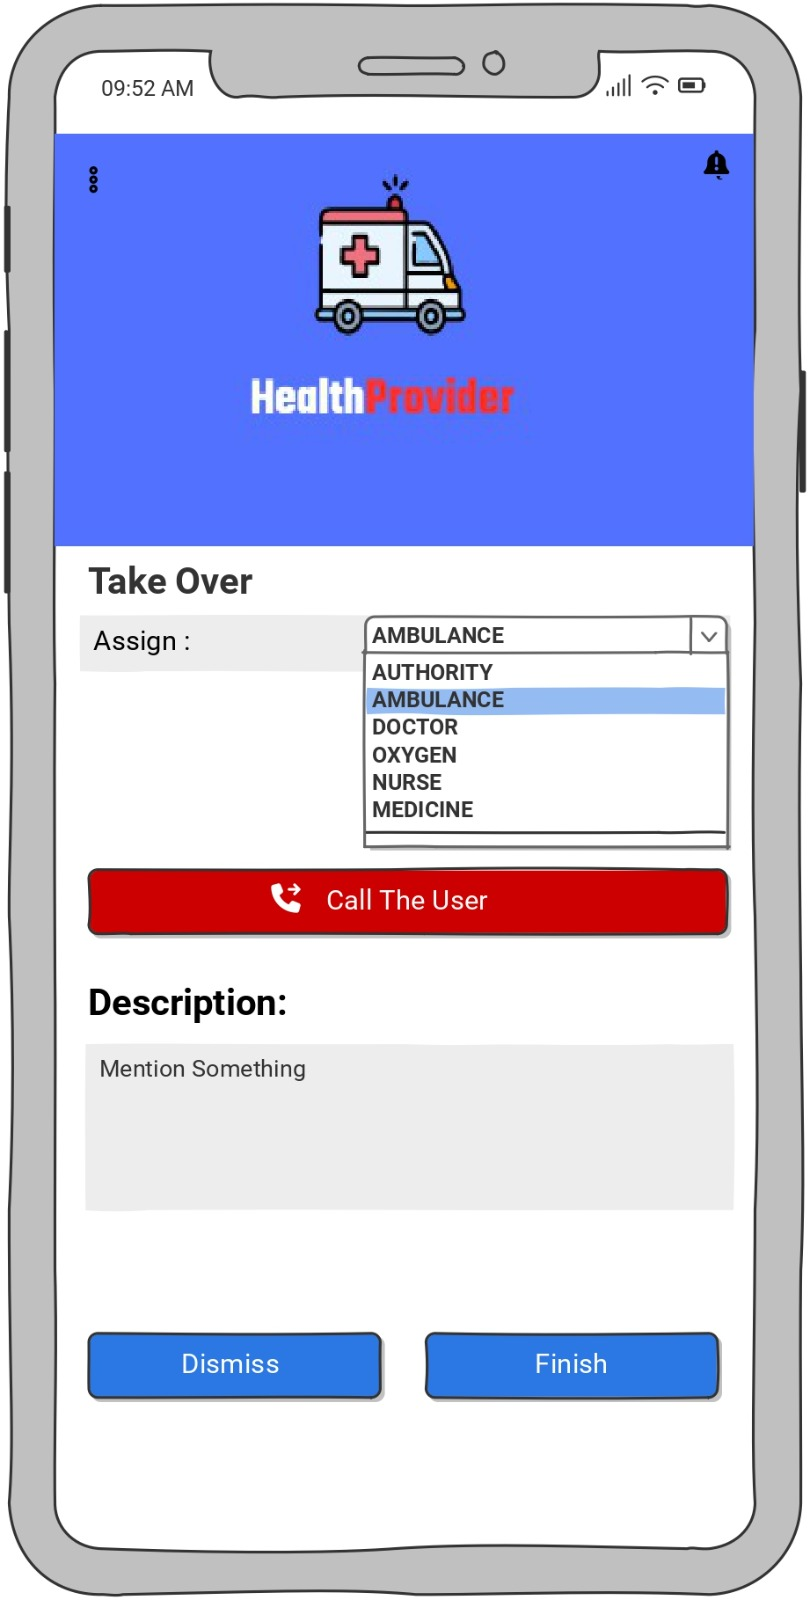 09:52 AM
HealthProvider
Take Over
Assign :
AMBULANCE
AUTHORITY
AMBULANCE
DOCTOR
OXYGEN
NURSE
MEDICINE
Call The User
Description:
Mention Something
Dismiss
Finish